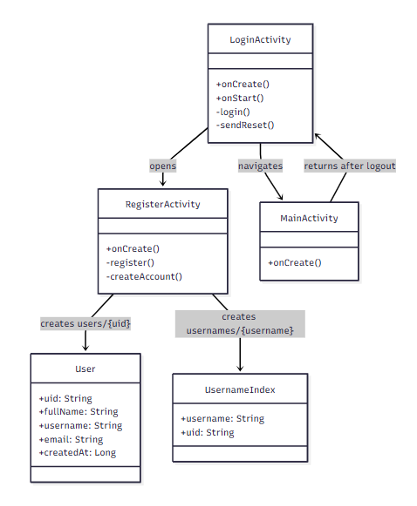 LoginActivity
+onCreate()
+onStart()
-login()
-sendReset()
opens
navigates
returns after logout
RegisterActivity
+onCreate()
-register()
-createAccount()
MainActivity
+onCreate()
creates users/{uid}
creates
usernames/{username}
User
+uid: String
+fullName: String
+username: String
+email: String
+createdAt: Long
UsernameIndex
+username: String
+uid: String